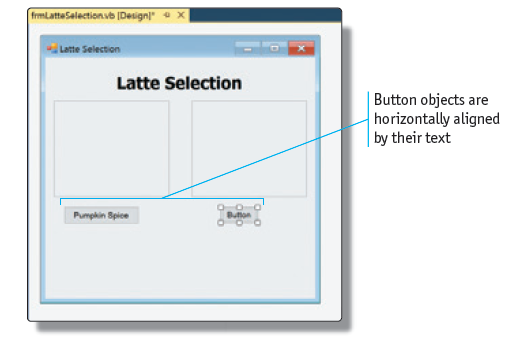 frmLatteSelection.vb [Design]*
Latte Selection
Latte Selection
Button objects are
horizontally aligned
by their text
Pumpkin Spice
Button